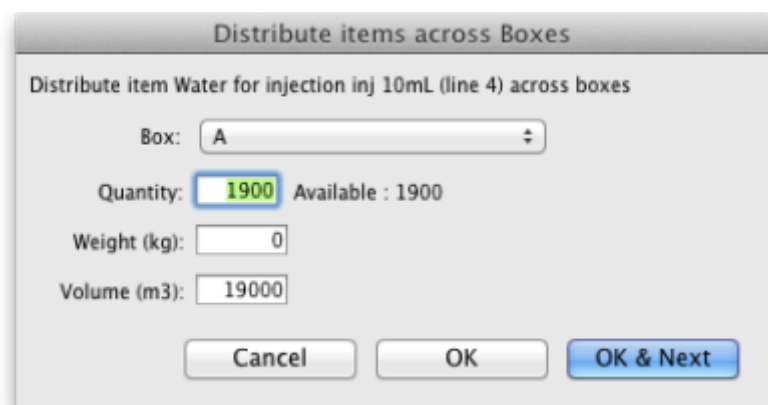 Distribute items across Boxes
Distribute item Water for injection inj 10mL (line 4) across boxes
Box: A
Quantity: 1900 Available : 1900
Weight (kg): 0
Volume (m3): 19000
Cancel OK OK & Next